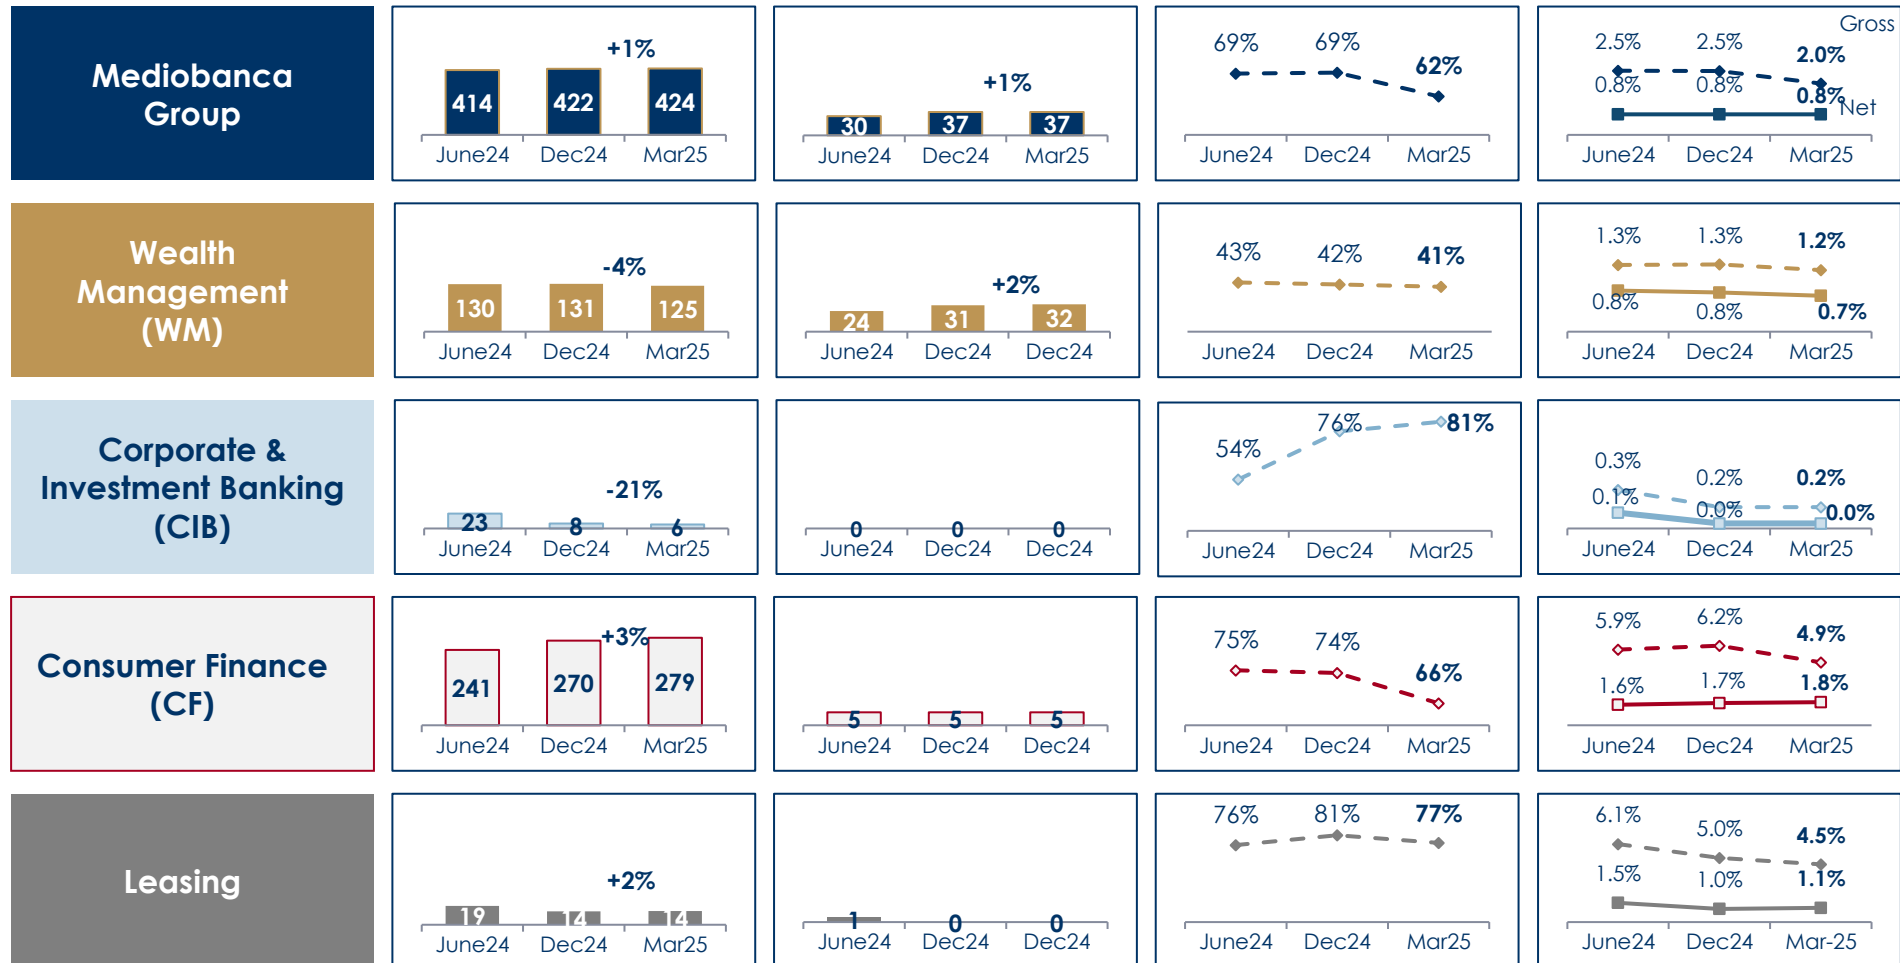 Mediobanca
Group
+1%
414 422 424
June24 Dec24 Mar25
+1%
30 37 37
June24 Dec24 Mar25
69% 69% 62%
June24 Dec24 Mar25
Gross
2.5% 2.5% 2.0%
0.8% 0.8% 0.8%
Net
June24 Dec24 Mar25
Wealth
Management
(WM)
-4%
130 131 125
June24 Dec24 Mar25
+2%
24 31 32
June24 Dec24 Dec24
43% 42% 41%
June24 Dec24 Mar25
1.3% 1.3% 1.2%
0.8% 0.8% 0.7%
June24 Dec24 Mar25
Corporate &
Investment Banking
(CIB)
-21%
23 8 6
June24 Dec24 Mar25
0 0 0
June24 Dec24 Dec24
54% 76% 81%
June24 Dec24 Mar25
0.3% 0.2% 0.2%
0.1% 0.0% 0.0%
June24 Dec24 Mar25
Consumer Finance
(CF)
+3%
241 270 279
June24 Dec24 Mar25
5 5 5
June24 Dec24 Dec24
75% 74% 66%
June24 Dec24 Mar25
5.9% 6.2% 4.9%
1.6% 1.7% 1.8%
June24 Dec24 Mar25
Leasing
+2%
19 14 14
June24 Dec24 Mar25
1 0 0
June24 Dec24 Dec24
76% 81% 77%
June24 Dec24 Mar25
6.1% 5.0% 4.5%
1.5% 1.0% 1.1%
June24 Dec24 Mar-25